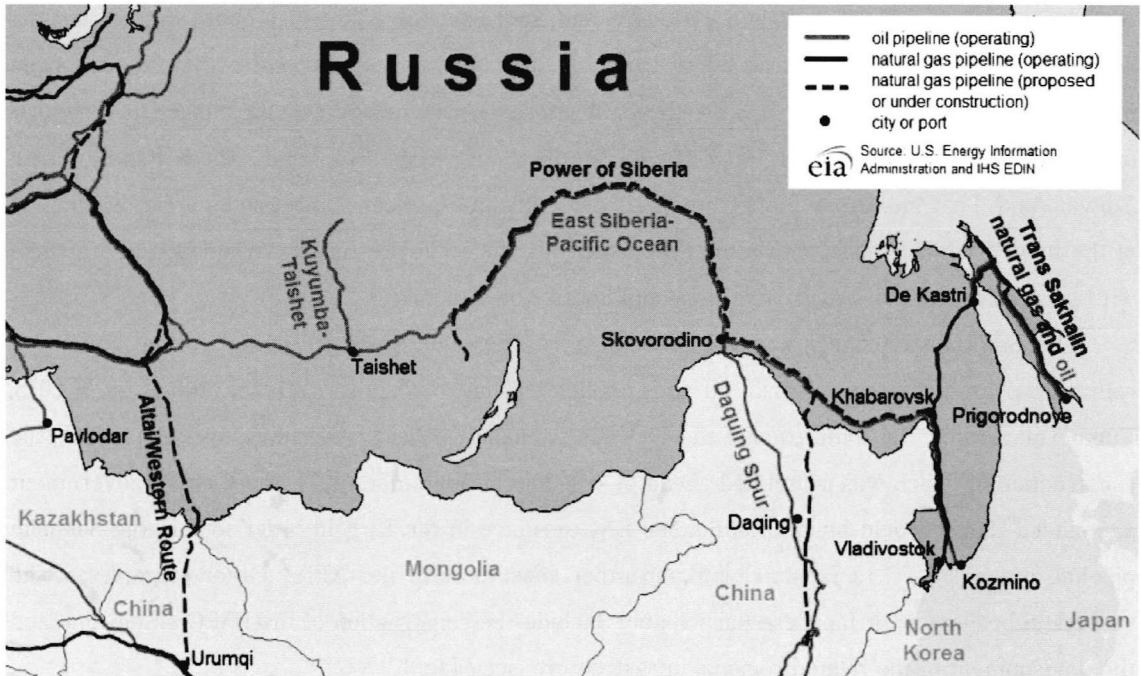 Russia
oil pipeline (operating)
natural gas pipeline (operating)
natural gas pipeline (proposed
or under construction)
city or port
eia
Source: U.S. Energy Information
Administration and IHS EDIN
Power of Siberia
East Siberia-
Pacific Ocean
Kuyumba-
Taishet
Trans Sakhalin
natural gas and oil
De Kastri
Skovorodino
Taishet
Khabarovsk
Prigorodnoye
Pavlodar
Altai/Western Route
Daquing spur
Kazakhstan
Daqing
Vladivostok
Mongolia
Kozmino
China
China
North
Korea
Japan
Urumqi